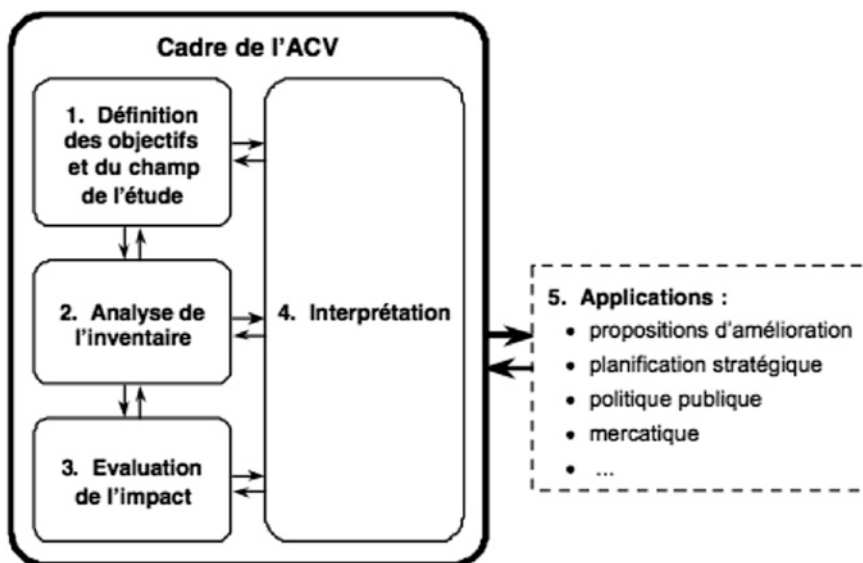 Cadre de l'ACV
1. Définition
des objectifs
et du champ
de l'étude
2. Analyse de
l'inventaire
3. Evaluation
de l'impact
4. Interprétation
5. Applications :
• propositions d'amélioration
• planification stratégique
• politique publique
• mercatique
• ...